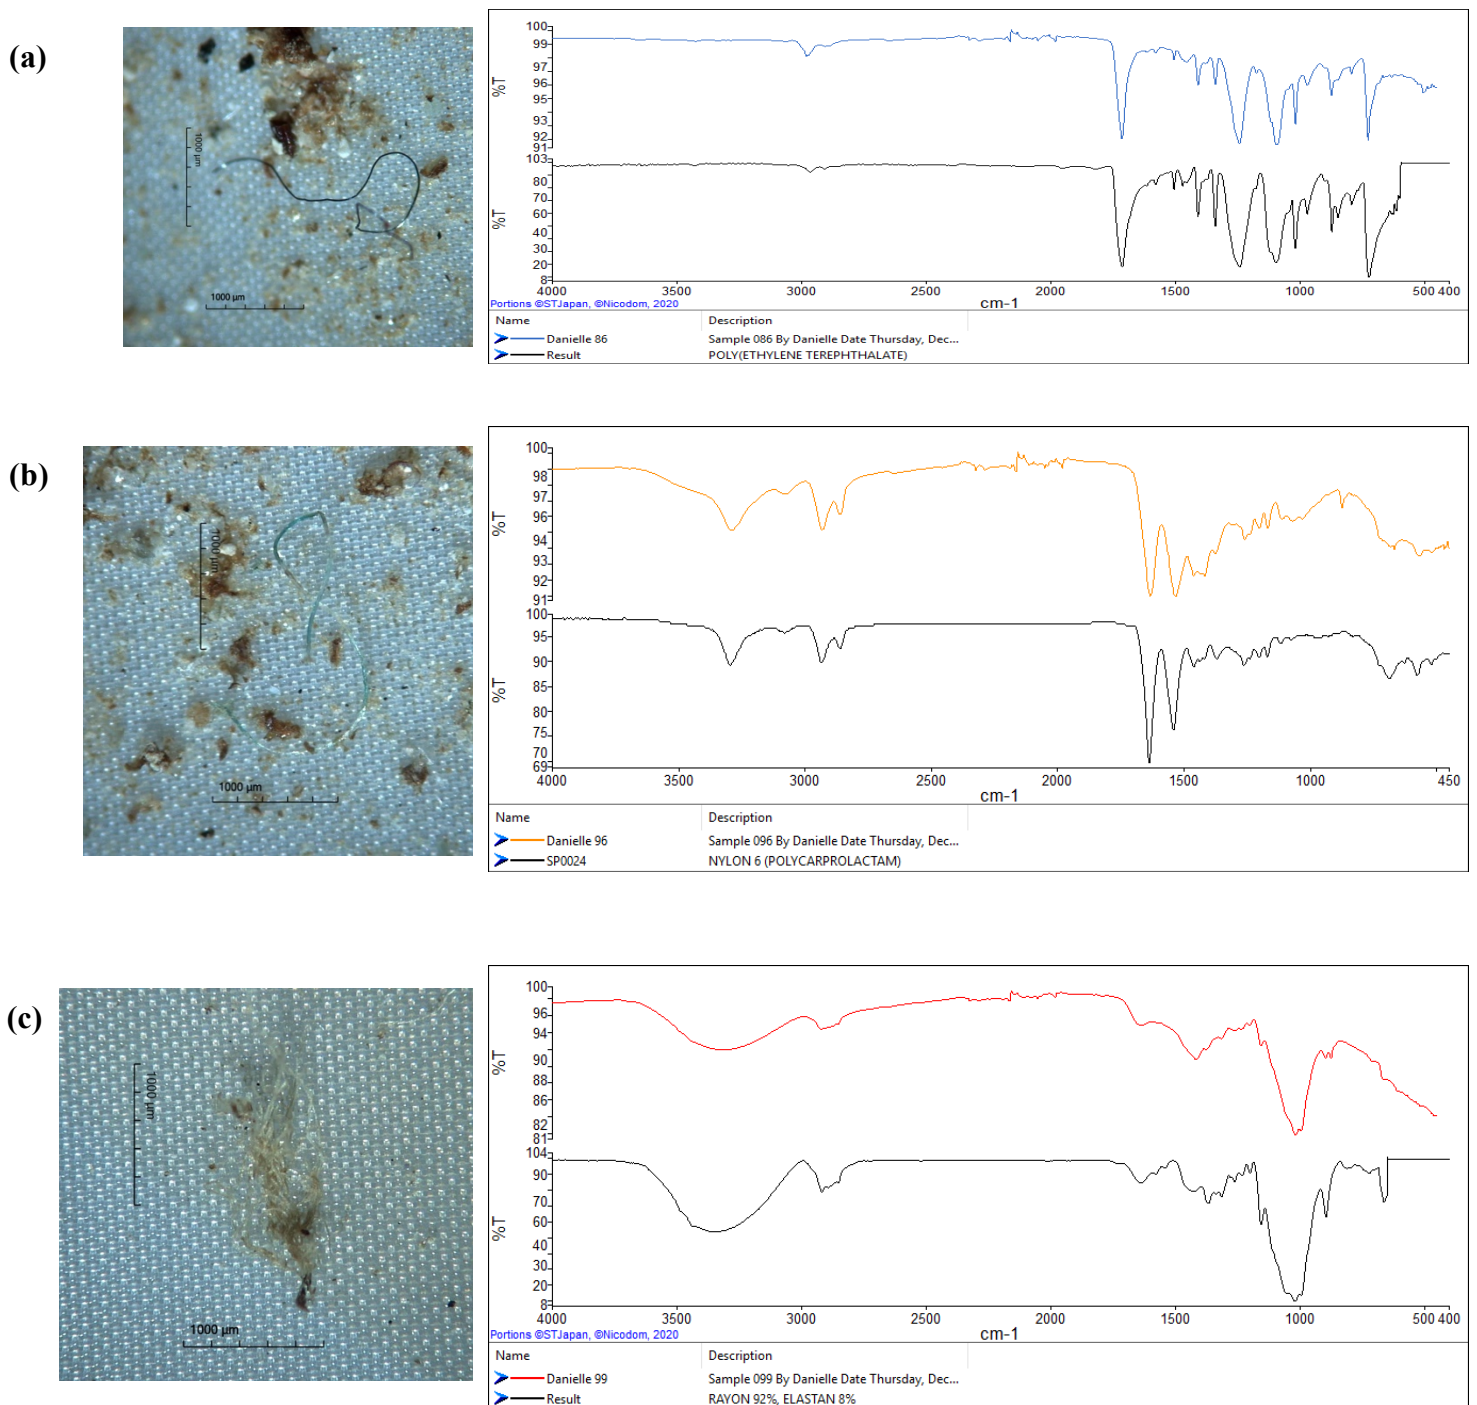 (a)
1000 µm
1000 µm
100
99
97
96
95
93
92
91
%T
103
80
70
60
40
30
20
8
%T
4000 3000 2000 1500 1000 500 400
cm-1
Portions ©STJapan, ©Nicodom, 2020
Name Description
Danielle 86 Sample 086 By Danielle Date Thursday, Dec...
Result POLY(ETHYLENE TEREPHTHALATE)
(b)
1000 µm
1000 µm
100
98
96
94
93
92
91
%T
100
95
90
85
80
75
70
69
%T
4000 3500 3000 2500 2000 1500 1000 450
cm-1
Name Description
Danielle 96 Sample 096 By Danielle Date Thursday, Dec...
SP0024 NYLON 6 (POLYCARPROLACTAM)
(c)
1000 µm
1000 µm
100
96
94
90
88
86
82
81
%T
104
90
70
60
40
30
20
8
%T
4000 3500 3000 2500 2000 1500 1000 500 400
cm-1
Portions ©STJapan, ©Nicodom, 2020
Name Description
Danielle 99 Sample 099 By Danielle Date Thursday, Dec...
Result RAYON 92%, ELASTAN 8%